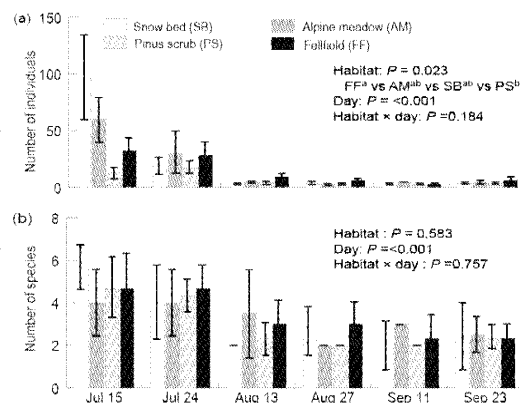 (a)
Snow bed (SB)
Alpine meadow (AM)
Pinus scrub (PS)
Fellfield (FF)
150
100
50
0
Number of individuals
Habitat: P = 0.023
FFᵃ vs AMᵃᵇ vs SBᵃᵇ vs PSᵇ
Day: P = <0.001
Habitat × day: P = 0.184
(b)
8
6
4
2
0
Number of species
Habitat : P = 0.583
Day: P =<0.001
Habitat × day : P =0.757
Jul 15 Jul 24 Aug 13 Aug 27 Sep 11 Sep 23